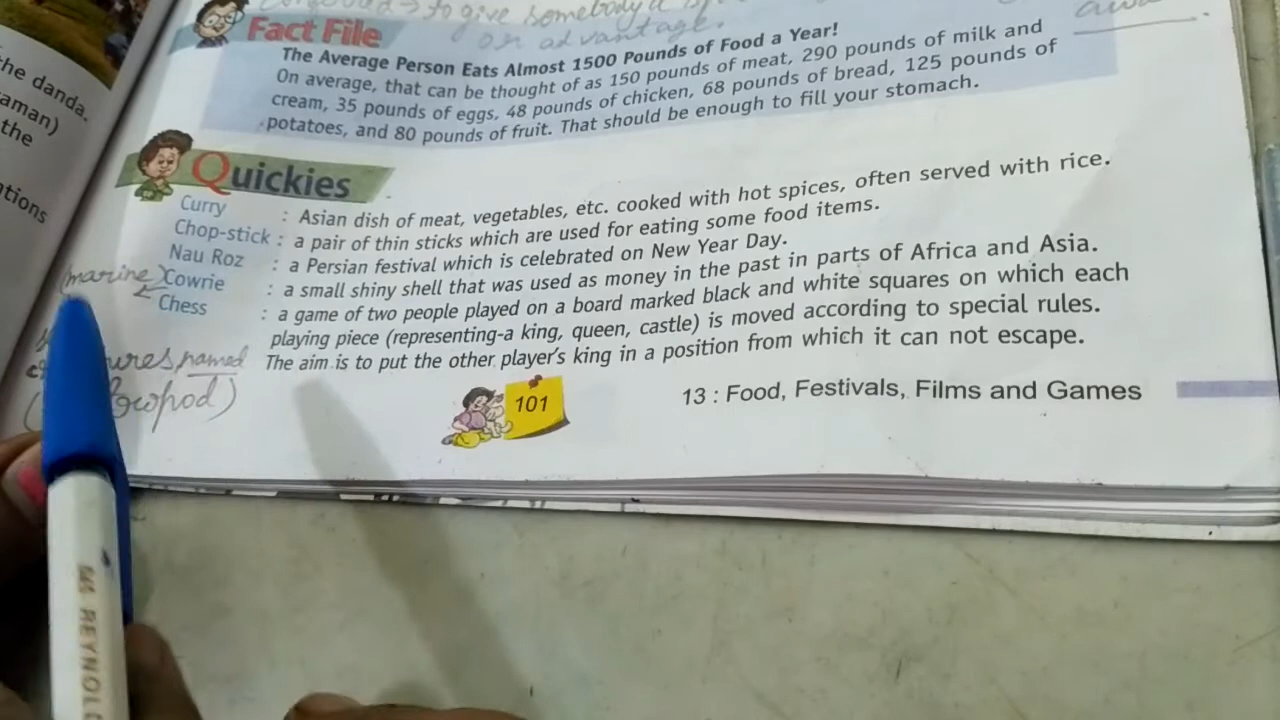 to give somebody a
or an advantage.
Fact File
The Average Person Eats Almost 1500 Pounds of Food a Year!
On average, that can be thought of as 150 pounds of meat, 290 pounds of milk and
cream, 35 pounds of eggs, 48 pounds of chicken, 68 pounds of bread, 125 pounds of
potatoes, and 80 pounds of fruit. That should be enough to fill your stomach.
he danda.
aman)
the
tions
Quickies
Curry : Asian dish of meat, vegetables, etc. cooked with hot spices, often served with rice.
Chop-stick : a pair of thin sticks which are used for eating some food items.
Nau Roz : a Persian festival which is celebrated on New Year Day.
(marine) Cowrie : a small shiny shell that was used as money in the past in parts of Africa and Asia.
Chess : a game of two people played on a board marked black and white squares on which each
playing piece (representing-a king, queen, castle) is moved according to special rules.
named The aim is to put the other player's king in a position from which it can not escape.
101
13 : Food, Festivals, Films and Games
REYNOL